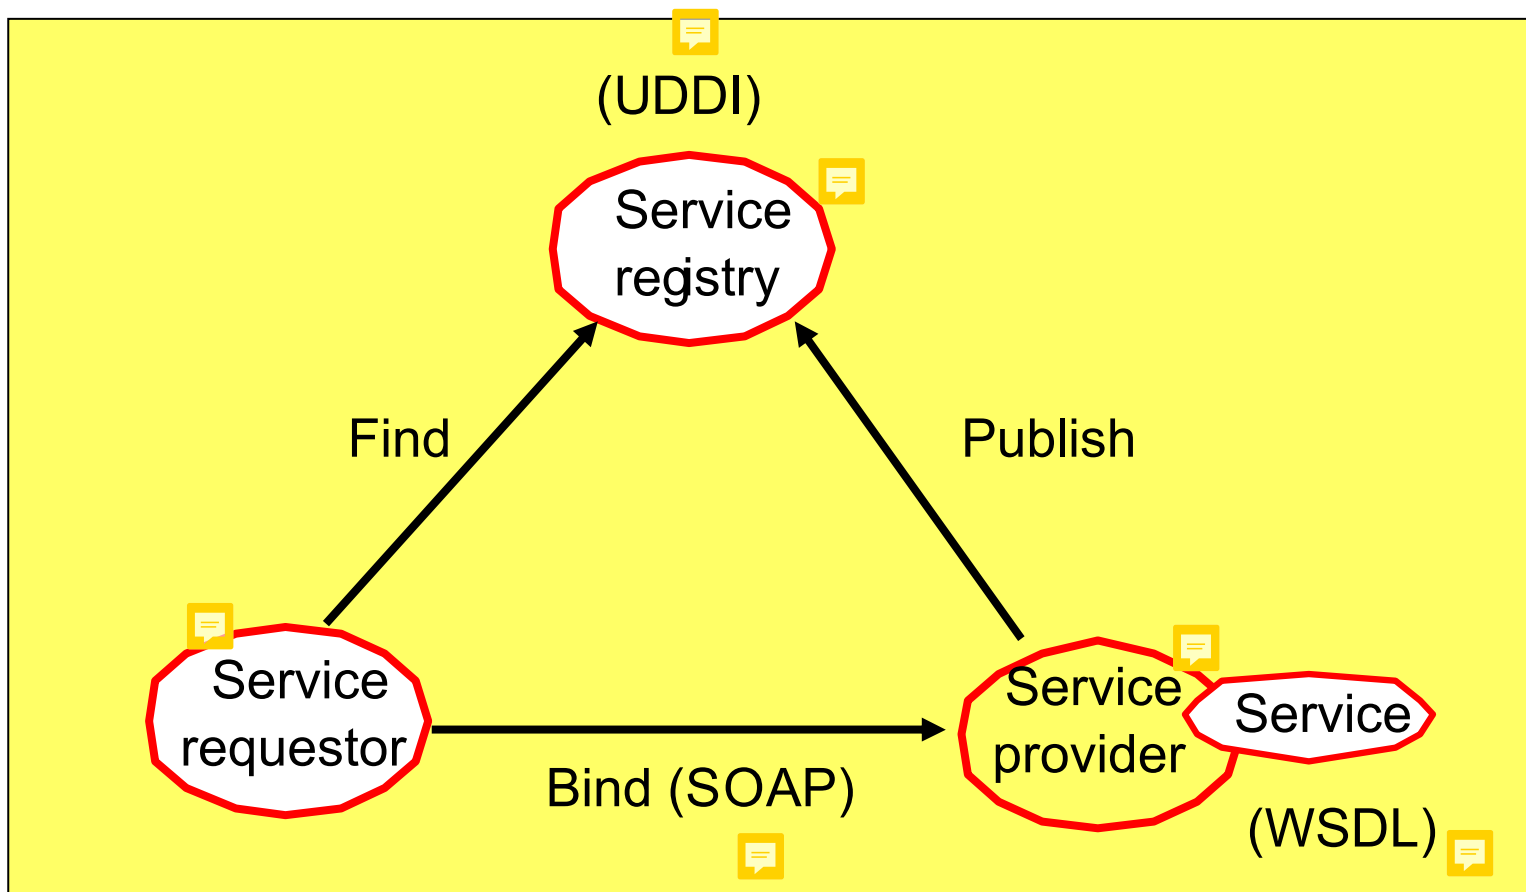 (UDDI)
Service
registry
Find
Publish
Service
requestor
Bind (SOAP)
Service
provider
Service
(WSDL)